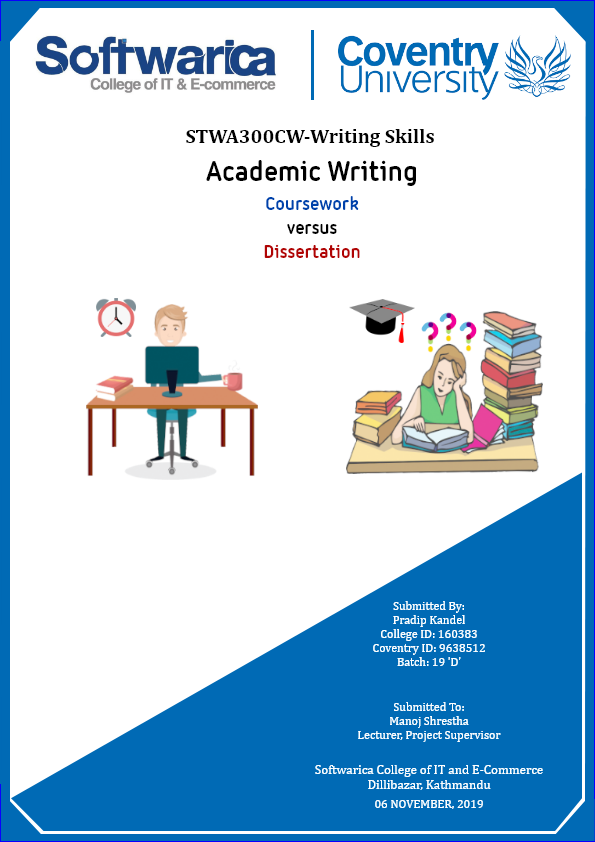 Softwarica
College of IT & E-commerce
Coventry
University
STWA300CW-Writing Skills
Academic Writing
Coursework
versus
Dissertation
???
Submitted By:
Pradip Kandel
College ID: 160383
Coventry ID: 9638512
Batch: 19 'D'
Submitted To:
Manoj Shrestha
Lecturer, Project Supervisor
Softwarica College of IT and E-Commerce
Dillibazar, Kathmandu
06 NOVEMBER, 2019